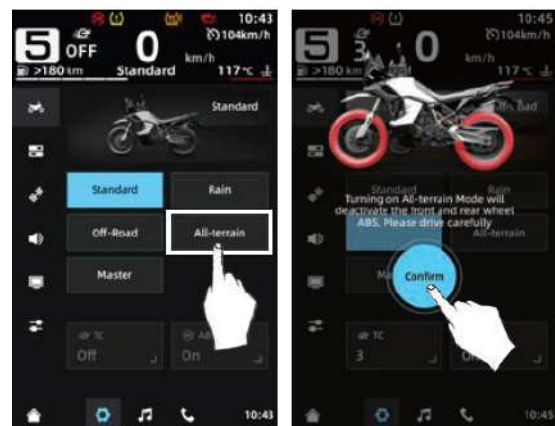 10:43
5 OFF 0 km/h 104km/h
>180 km Standard 117℃
Standard
Standard Rain
Off-Road All-terrain
Master
TC
Off On
10:43
10:45
5 3 0 km/h 104km/h
>180 km 117℃
Off-Road
Standard Rain
Turning on All-terrain Mode will
deactivate the front and rear wheel
ABS. Please drive carefully
All-terrain
Confirm
TC
3
10:45